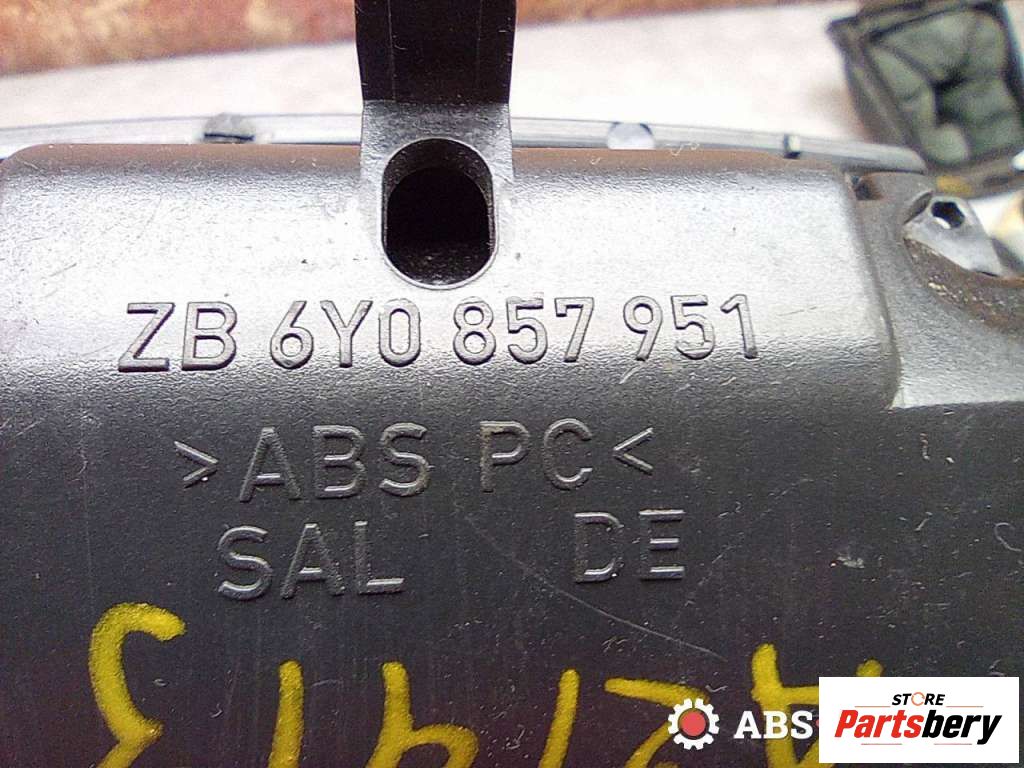 ZB 6Y0 857 951
>ABS PC<
SAL DE
ABS
STORE
Partsbery